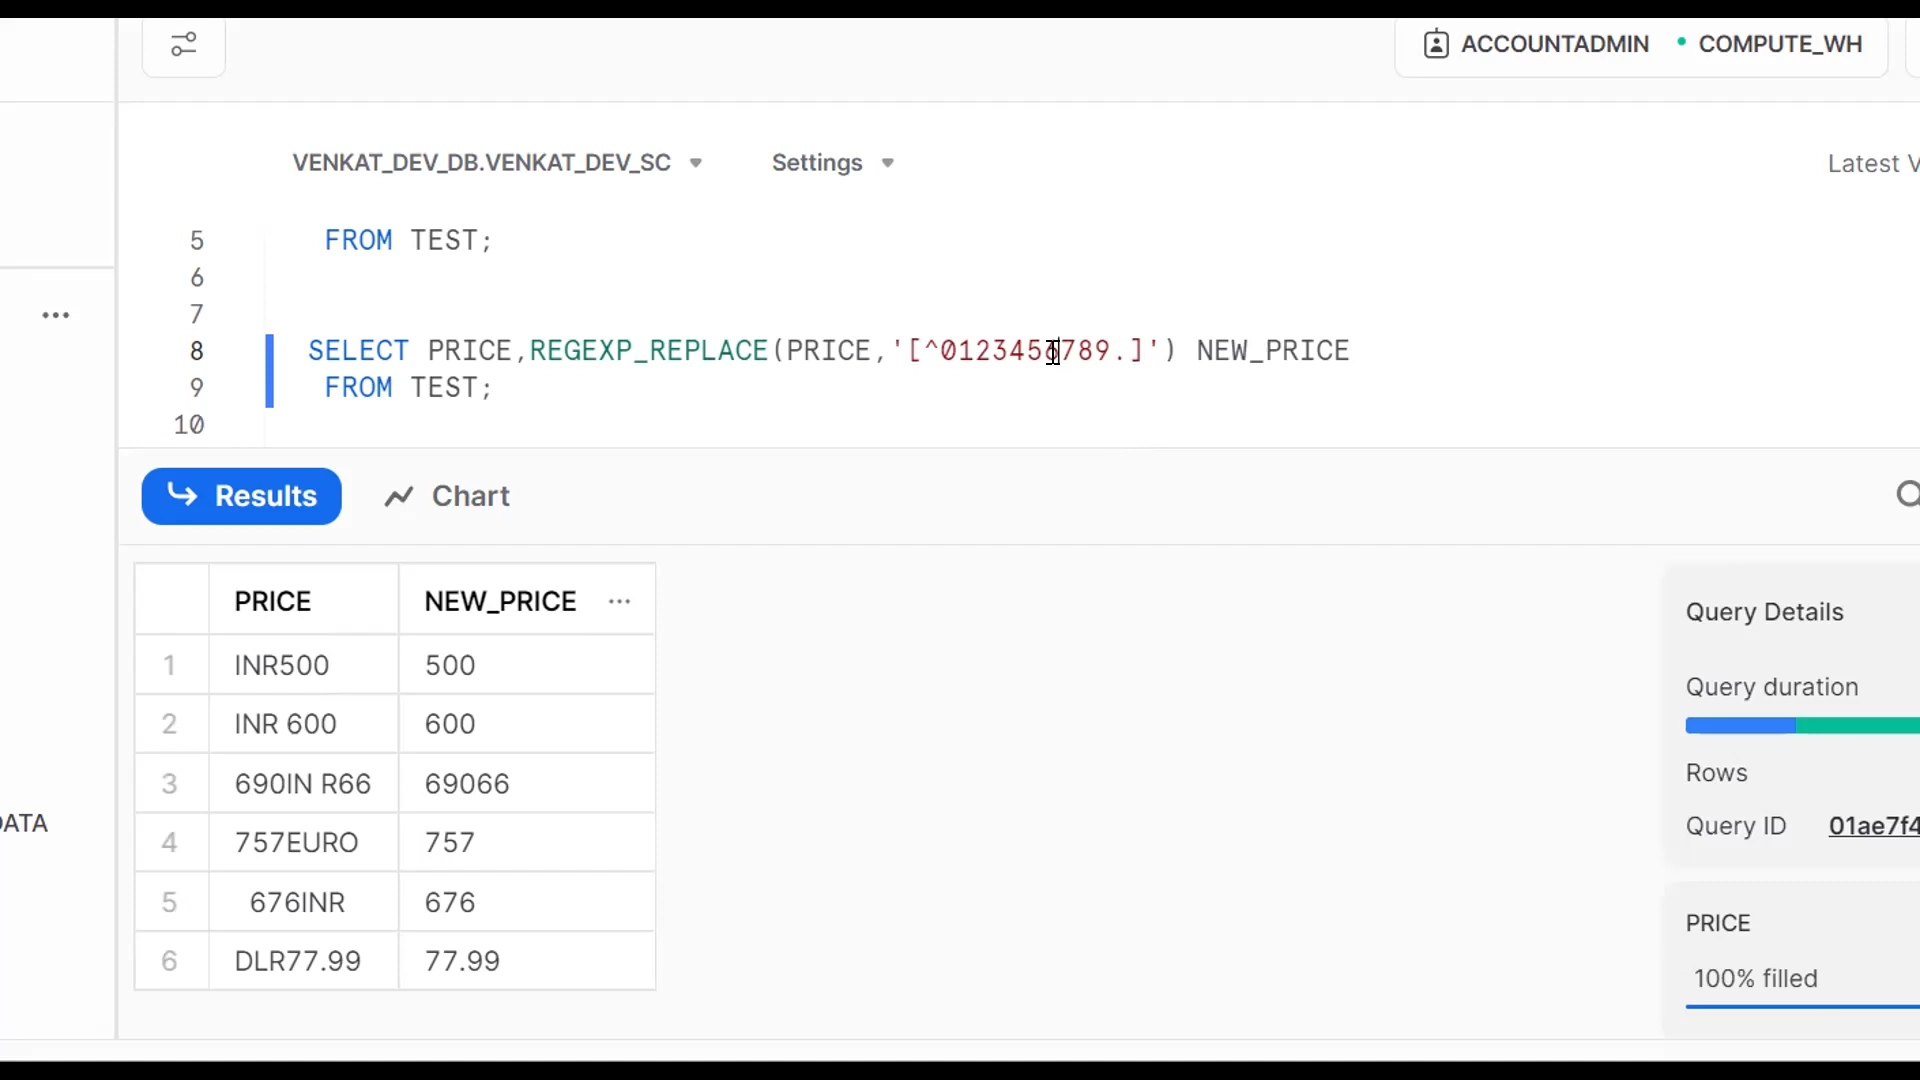 ACCOUNTADMIN COMPUTE_WH
VENKAT_DEV_DB.VENKAT_DEV_SC Settings Latest V
5 FROM TEST;
6
7
8 SELECT PRICE,REGEXP_REPLACE(PRICE,'[^0123456789.]') NEW_PRICE
9 FROM TEST;
10
Results Chart
PRICE NEW_PRICE
1 INR500 500
2 INR 600 600
3 690IN R66 69066
4 757EURO 757
5 676INR 676
6 DLR77.99 77.99
DATA
Query Details
Query duration
Rows
Query ID 01ae7f4
PRICE
100% filled